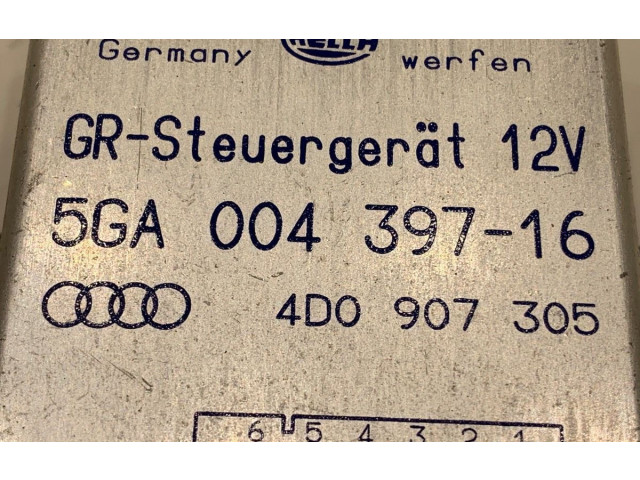 Germany HELLA werfen
GR-Steuergerät 12V
5GA 004 397-16
4D0 907 305
6 5 4 3 2 1